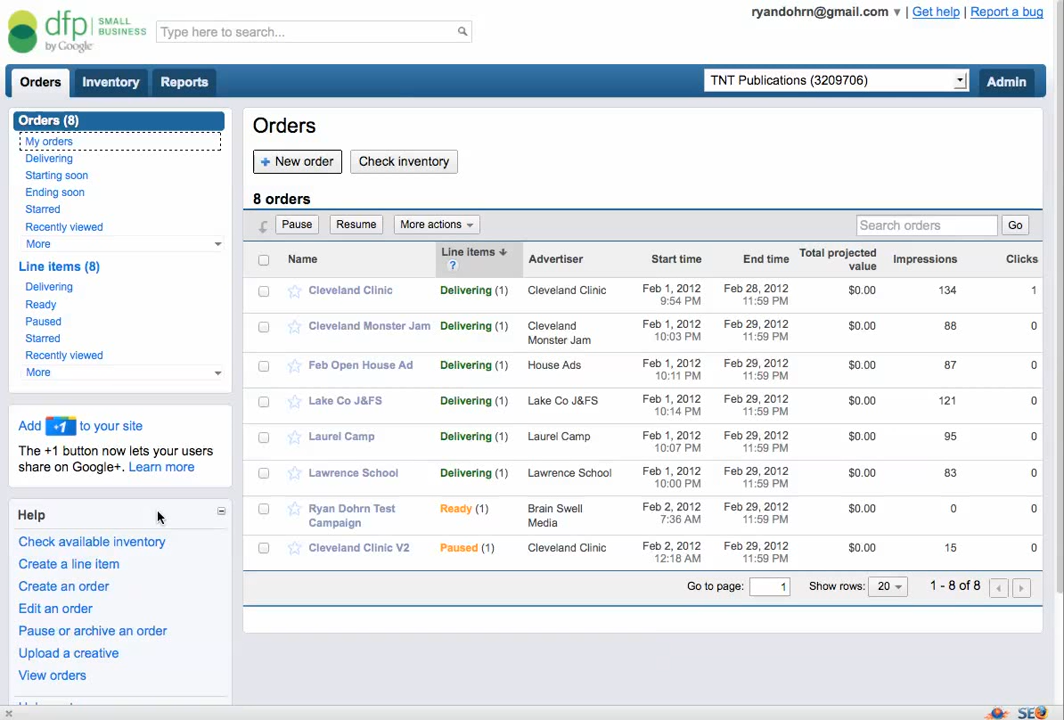 dfp
by Google
SMALL
BUSINESS
Type here to search...
ryandohrn@gmail.com ▼ | Get help | Report a bug
Orders
Inventory
Reports
TNT Publications (3209706)
Admin
Orders (8)
My orders
Delivering
Starting soon
Ending soon
Starred
Recently viewed
More
Line items (8)
Delivering
Ready
Paused
Starred
Recently viewed
More
Add +1 to your site
The +1 button now lets your users
share on Google+. Learn more
Help
Check available inventory
Create a line item
Create an order
Edit an order
Pause or archive an order
Upload a creative
View orders
Orders
+ New order
Check inventory
8 orders
Pause
Resume
More actions
Search orders
Go
Name
Line items ↓
?
Advertiser
Start time
End time
Total projected
value
Impressions
Clicks
Cleveland Clinic Delivering (1) Cleveland Clinic Feb 1, 2012 Feb 28, 2012 $0.00 134 1
9:54 PM 11:59 PM
Cleveland Monster Jam Delivering (1) Cleveland Feb 1, 2012 Feb 29, 2012 $0.00 88 0
Monster Jam 10:03 PM 11:59 PM
Feb Open House Ad Delivering (1) House Ads Feb 1, 2012 Feb 29, 2012 $0.00 87 0
10:11 PM 11:59 PM
Lake Co J&FS Delivering (1) Lake Co J&FS Feb 1, 2012 Feb 29, 2012 $0.00 121 0
10:14 PM 11:59 PM
Laurel Camp Delivering (1) Laurel Camp Feb 1, 2012 Feb 29, 2012 $0.00 95 0
10:07 PM 11:59 PM
Lawrence School Delivering (1) Lawrence School Feb 1, 2012 Feb 29, 2012 $0.00 83 0
10:00 PM 11:59 PM
Ryan Dohrn Test Ready (1) Brain Swell Feb 2, 2012 Feb 29, 2012 $0.00 0 0
Campaign Media 7:36 AM 11:59 PM
Cleveland Clinic V2 Paused (1) Cleveland Clinic Feb 2, 2012 Feb 29, 2012 $0.00 15 0
12:18 AM 11:59 PM
Go to page: 1 Show rows: 20 1 - 8 of 8
SEO